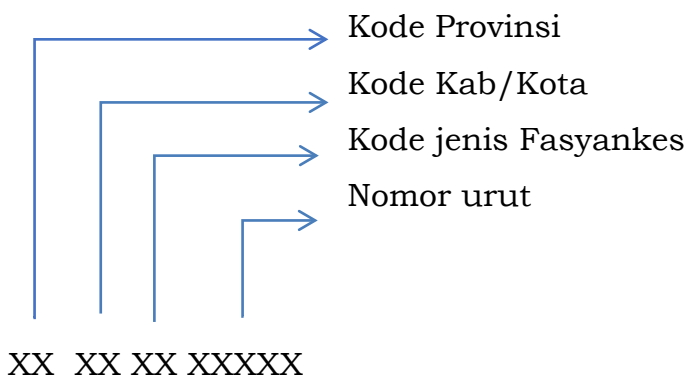 Kode Provinsi
Kode Kab/Kota
Kode jenis Fasyankes
Nomor urut
XX XX XX XXXXX